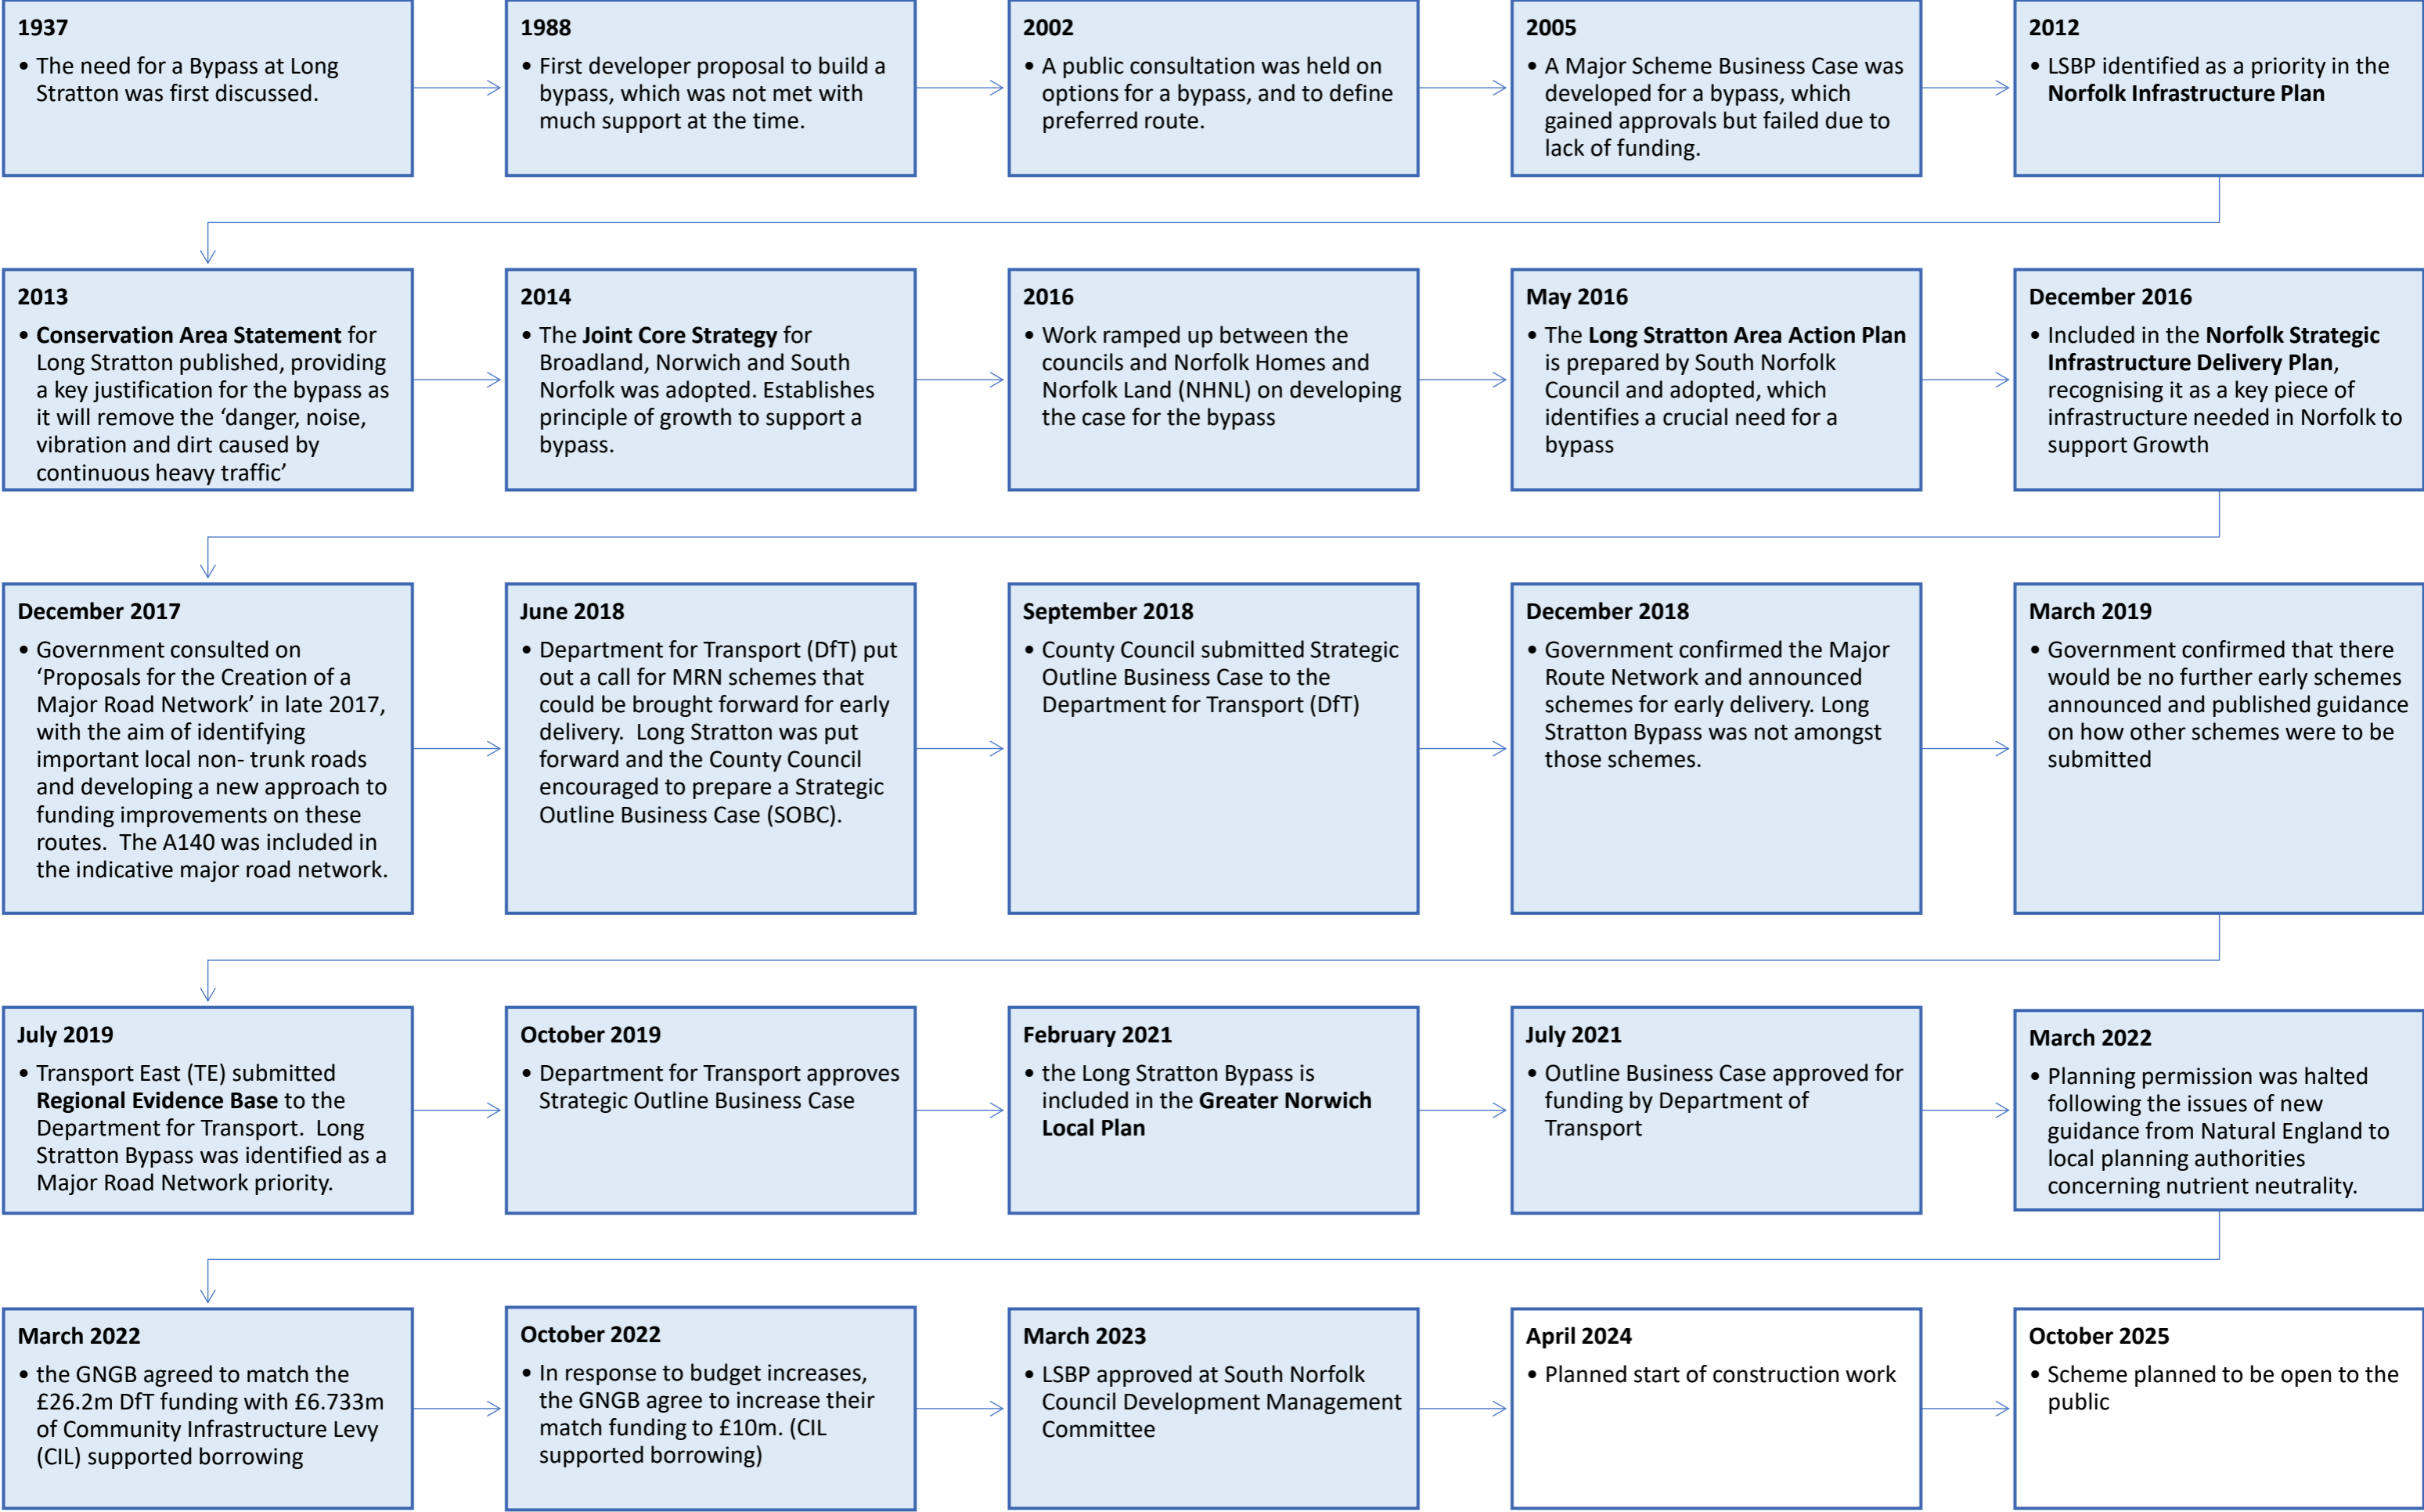 1937
• The need for a Bypass at Long
Stratton was first discussed.
1988
• First developer proposal to build a
bypass, which was not met with
much support at the time.
2002
• A public consultation was held on
options for a bypass, and to define
preferred route.
2005
• A Major Scheme Business Case was
developed for a bypass, which
gained approvals but failed due to
lack of funding.
2012
• LSBP identified as a priority in the
Norfolk Infrastructure Plan
2013
• Conservation Area Statement for
Long Stratton published, providing
a key justification for the bypass as
it will remove the ‘danger, noise,
vibration and dirt caused by
continuous heavy traffic’
2014
• The Joint Core Strategy for
Broadland, Norwich and South
Norfolk was adopted. Establishes
principle of growth to support a
bypass.
2016
• Work ramped up between the
councils and Norfolk Homes and
Norfolk Land (NHNL) on developing
the case for the bypass
May 2016
• The Long Stratton Area Action Plan
is prepared by South Norfolk
Council and adopted, which
identifies a crucial need for a
bypass
December 2016
• Included in the Norfolk Strategic
Infrastructure Delivery Plan,
recognising it as a key piece of
infrastructure needed in Norfolk to
support Growth
December 2017
• Government consulted on
‘Proposals for the Creation of a
Major Road Network’ in late 2017,
with the aim of identifying
important local non- trunk roads
and developing a new approach to
funding improvements on these
routes. The A140 was included in
the indicative major road network.
June 2018
• Department for Transport (DfT) put
out a call for MRN schemes that
could be brought forward for early
delivery. Long Stratton was put
forward and the County Council
encouraged to prepare a Strategic
Outline Business Case (SOBC).
September 2018
• County Council submitted Strategic
Outline Business Case to the
Department for Transport (DfT)
December 2018
• Government confirmed the Major
Route Network and announced
schemes for early delivery. Long
Stratton Bypass was not amongst
those schemes.
March 2019
• Government confirmed that there
would be no further early schemes
announced and published guidance
on how other schemes were to be
submitted
July 2019
• Transport East (TE) submitted
Regional Evidence Base to the
Department for Transport. Long
Stratton Bypass was identified as a
Major Road Network priority.
October 2019
• Department for Transport approves
Strategic Outline Business Case
February 2021
• the Long Stratton Bypass is
included in the Greater Norwich
Local Plan
July 2021
• Outline Business Case approved for
funding by Department of
Transport
March 2022
• Planning permission was halted
following the issues of new
guidance from Natural England to
local planning authorities
concerning nutrient neutrality.
March 2022
• the GNGB agreed to match the
£26.2m DfT funding with £6.733m
of Community Infrastructure Levy
(CIL) supported borrowing
October 2022
• In response to budget increases,
the GNGB agree to increase their
match funding to £10m. (CIL
supported borrowing)
March 2023
• LSBP approved at South Norfolk
Council Development Management
Committee
April 2024
• Planned start of construction work
October 2025
• Scheme planned to be open to the
public